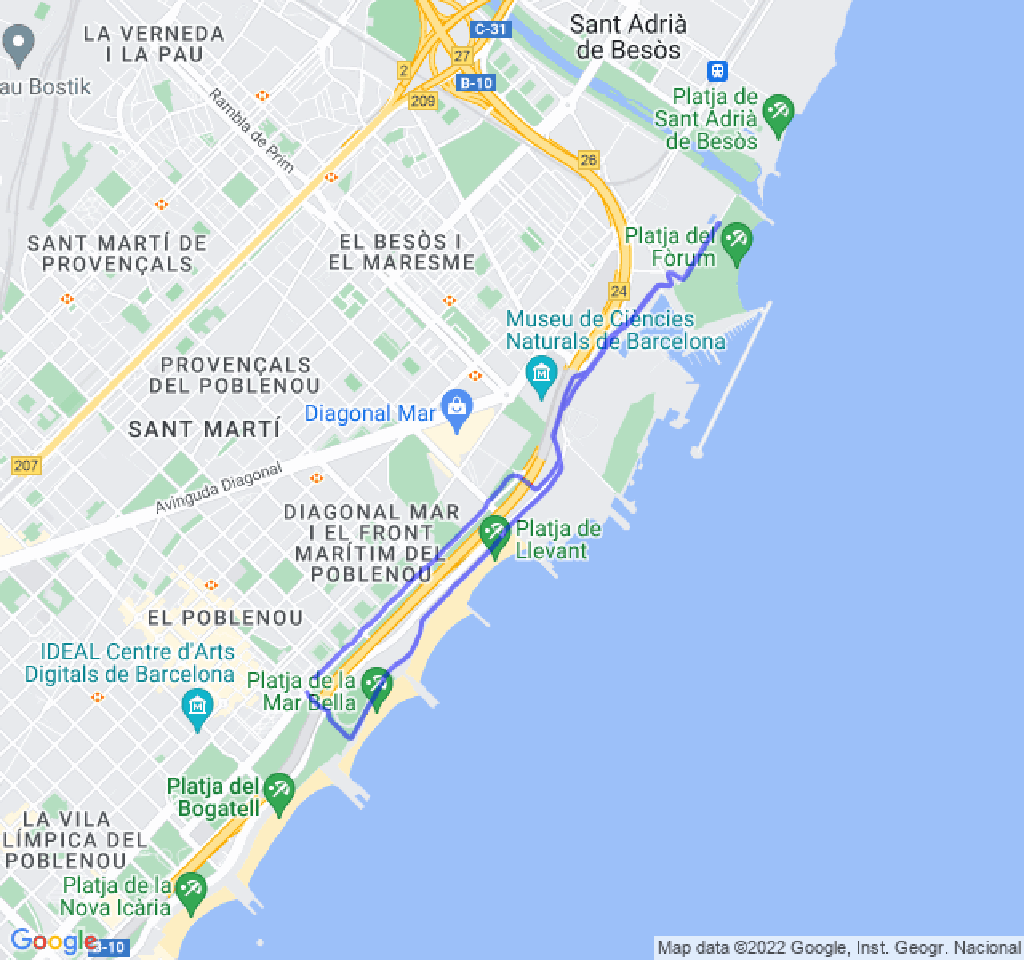 Sant Adrià
de Besòs
C-31
LA VERNEDA
I LA PAU
27
2
B-10
209
au Bostik
Rambla de Prim
Platja de
Sant Adrià
de Besòs
26
SANT MARTÍ DE
PROVENÇALS
EL BESÒS I
EL MARESME
Platja del
Fòrum
24
Museu de Ciències
Naturals de Barcelona
PROVENÇALS
DEL POBLENOU
Diagonal Mar
SANT MARTÍ
207
Avinguda Diagonal
DIAGONAL MAR
I EL FRONT
MARÍTIM DEL
POBLENOU
Platja de
Llevant
EL POBLENOU
IDEAL Centre d'Arts
Digitals de Barcelona
Platja de la
Mar Bella
Platja del
Bogatell
LA VILA
OLÍMPICA DEL
POBLENOU
Platja de la
Nova Icària
Google
B-10
Map data ©2022 Google, Inst. Geogr. Nacional